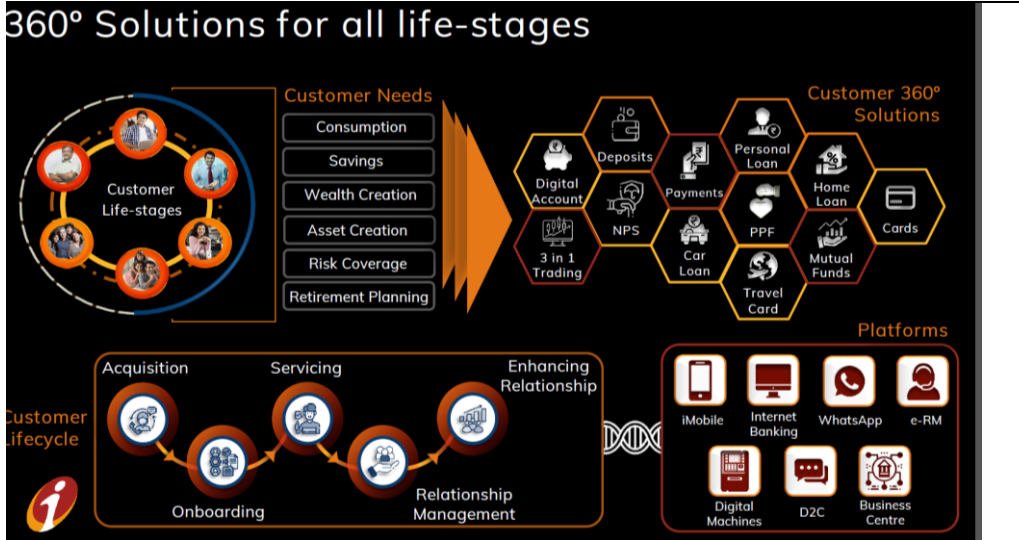 360° Solutions for all life-stages
Customer
Life-stages
Customer Needs
Consumption
Savings
Wealth Creation
Asset Creation
Risk Coverage
Retirement Planning
Customer 360°
Solutions
Digital
Account
Deposits
Payments
Personal
Loan
Home
Loan
Cards
3 in 1
Trading
NPS
Car
Loan
PPF
Travel
Card
Mutual
Funds
Customer
Lifecycle
Acquisition
Onboarding
Servicing
Relationship
Management
Enhancing
Relationship
Platforms
iMobile
Internet
Banking
WhatsApp
e-RM
Digital
Machines
D2C
Business
Centre